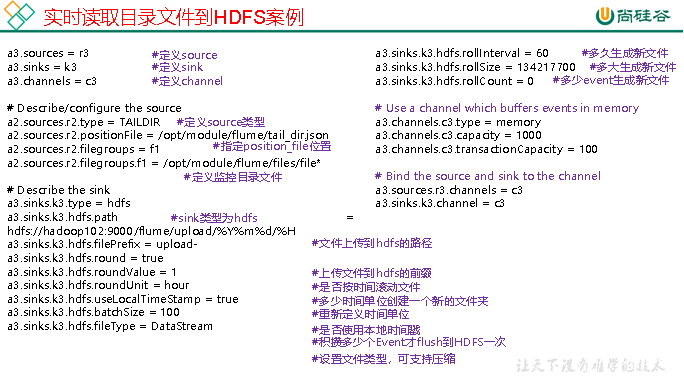 实时读取目录文件到HDFS案例
尚硅谷
a3.sources = r3 #定义source
a3.sinks = k3 #定义sink
a3.channels = c3 #定义channel
# Describe/configure the source
a2.sources.r2.type = TAILDIR #定义source类型
a2.sources.r2.positionFile = /opt/module/flume/tail_dir.json
a2.sources.r2.filegroups = f1 #指定position_file位置
a2.sources.r2.filegroups.f1 = /opt/module/flume/files/file*
#定义监控目录文件
# Describe the sink
a3.sinks.k3.type = hdfs
a3.sinks.k3.hdfs.path #sink类型为hdfs =
hdfs://hadoop102:9000/flume/upload/%Y%m%d/%H
a3.sinks.k3.hdfs.filePrefix = upload- #文件上传到hdfs的路径
a3.sinks.k3.hdfs.round = true
a3.sinks.k3.hdfs.roundValue = 1 #上传文件到hdfs的前缀
a3.sinks.k3.hdfs.roundUnit = hour #是否按时间滚动文件
a3.sinks.k3.hdfs.useLocalTimeStamp = true #多少时间单位创建一个新的文件夹
a3.sinks.k3.hdfs.batchSize = 100 #重新定义时间单位
a3.sinks.k3.hdfs.fileType = DataStream #是否使用本地时间戳
#积攒多少个Event才flush到HDFS一次
#设置文件类型，可支持压缩
a3.sinks.k3.hdfs.rollInterval = 60 #多久生成新文件
a3.sinks.k3.hdfs.rollSize = 134217700 #多大生成新文件
a3.sinks.k3.hdfs.rollCount = 0 #多少event生成新文件
# Use a channel which buffers events in memory
a3.channels.c3.type = memory
a3.channels.c3.capacity = 1000
a3.channels.c3.transactionCapacity = 100
# Bind the source and sink to the channel
a3.sources.r3.channels = c3
a3.sinks.k3.channel = c3
让天下没有难学的技术